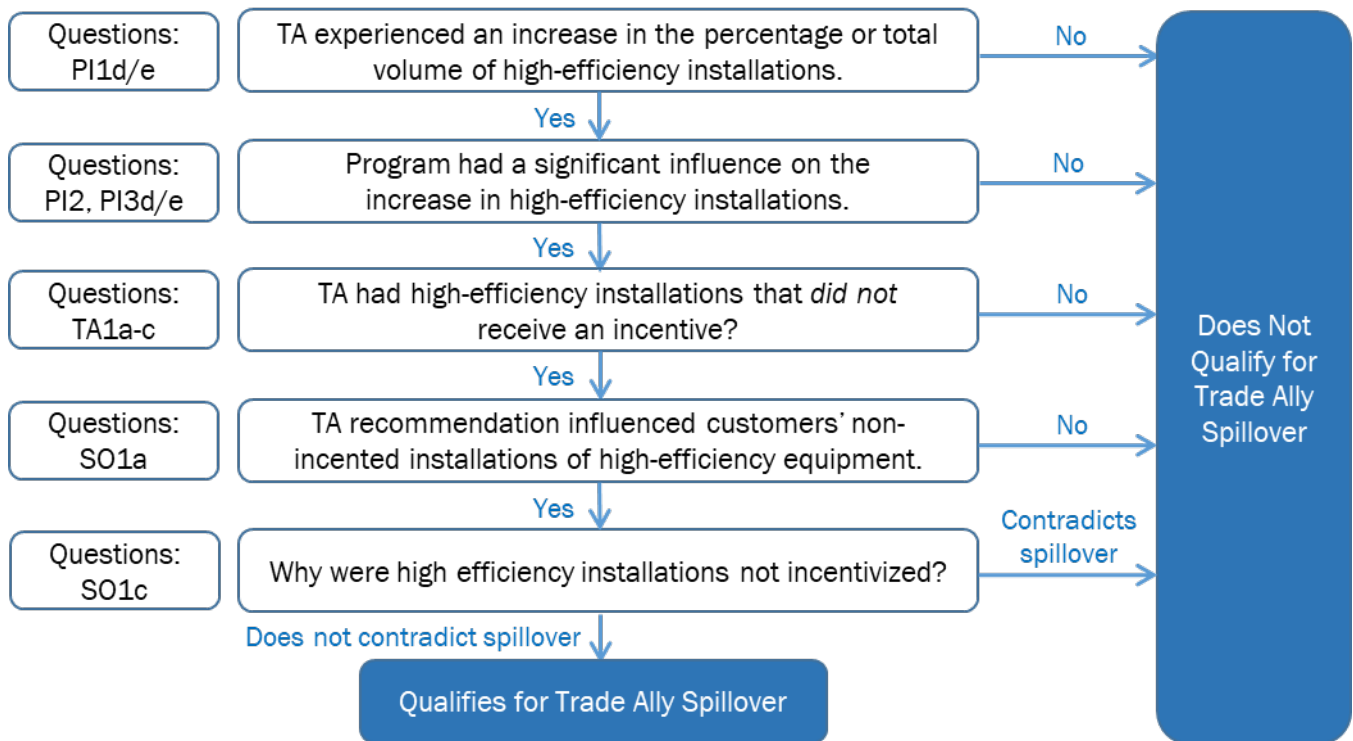 Questions:
PI1d/e
TA experienced an increase in the percentage or total
volume of high-efficiency installations.
No
Yes
Questions:
PI2, PI3d/e
Program had a significant influence on the
increase in high-efficiency installations.
No
Yes
Questions:
TA1a-c
TA had high-efficiency installations that did not
receive an incentive?
No
Yes
Questions:
SO1a
TA recommendation influenced customers’ non-
incented installations of high-efficiency equipment.
No
Yes
Questions:
SO1c
Why were high efficiency installations not incentivized?
Contradicts
spillover
Does not contradict spillover
Qualifies for Trade Ally Spillover
Does Not
Qualify for
Trade Ally
Spillover